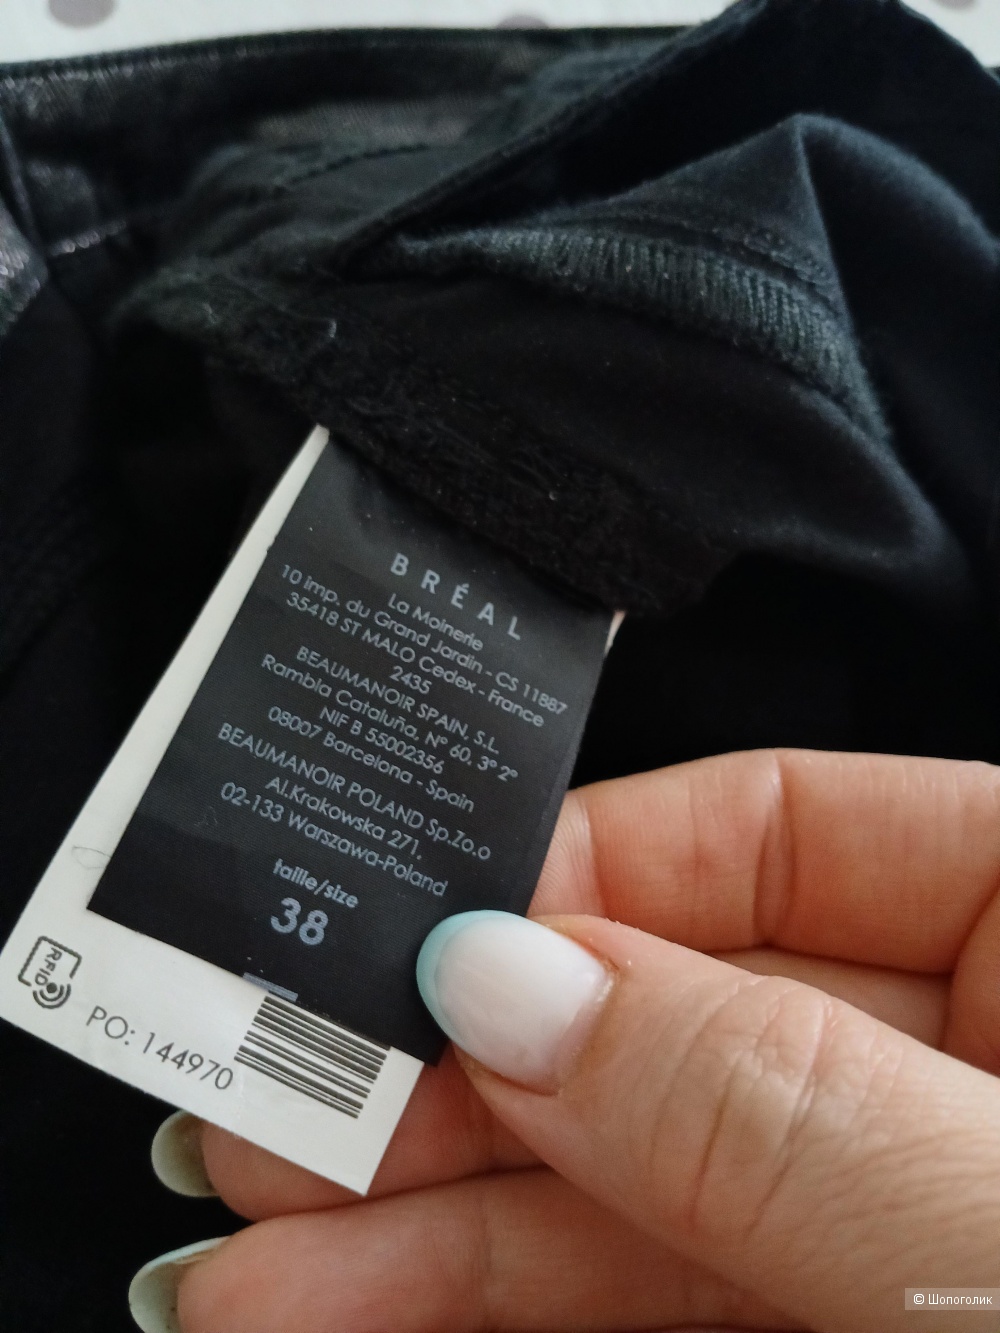 BRÉAL
La Moinerie
10 imp. du Grand Jardin - CS 11887
35418 ST MALO Cedex - France
2435
BEAUMANOIR SPAIN, S.L.
Rambla Cataluña, Nº 60, 3º 2º
NIF B 55002356
08007 Barcelona - Spain
BEAUMANOIR POLAND Sp.Zo.o
Al.Krakowska 271,
02-133 Warszawa-Poland
taille/size
38
RFID
PO: 144970
© Шопоголик